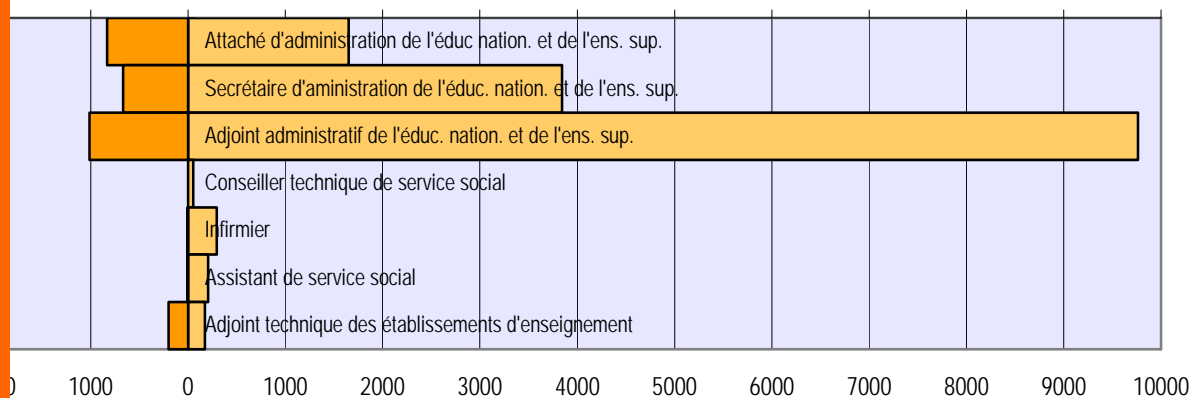 Attaché d'administration de l'éduc nation. et de l'ens. sup.
Secrétaire d'aministration de l'éduc. nation. et de l'ens. sup.
Adjoint administratif de l'éduc. nation. et de l'ens. sup.
Conseiller technique de service social
Infirmier
Assistant de service social
Adjoint technique des établissements d'enseignement
1000 0 1000 2000 3000 4000 5000 6000 7000 8000 9000 10000